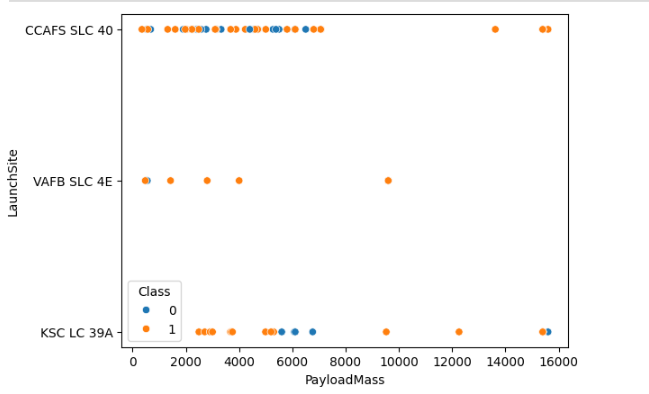 CCAFS SLC 40
VAFB SLC 4E
KSC LC 39A
LaunchSite
Class
0
1
0 2000 4000 6000 8000 10000 12000 14000 16000
PayloadMass